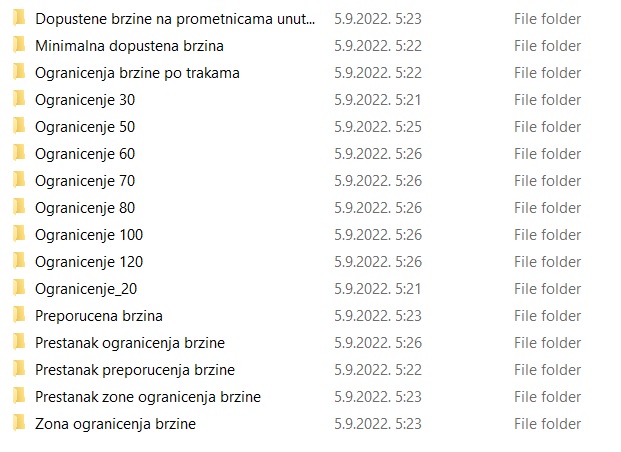 Dopustene brzine na prometnicama unut... 5.9.2022. 5:23 File folder
Minimalna dopustena brzina 5.9.2022. 5:22 File folder
Ogranicenja brzine po trakama 5.9.2022. 5:22 File folder
Ogranicenje 30 5.9.2022. 5:21 File folder
Ogranicenje 50 5.9.2022. 5:25 File folder
Ogranicenje 60 5.9.2022. 5:26 File folder
Ogranicenje 70 5.9.2022. 5:26 File folder
Ogranicenje 80 5.9.2022. 5:26 File folder
Ogranicenje 100 5.9.2022. 5:26 File folder
Ogranicenje 120 5.9.2022. 5:26 File folder
Ogranicenje_20 5.9.2022. 5:21 File folder
Preporucena brzina 5.9.2022. 5:23 File folder
Prestanak ogranicenja brzine 5.9.2022. 5:26 File folder
Prestanak preporucenja brzine 5.9.2022. 5:22 File folder
Prestanak zone ogranicenja brzine 5.9.2022. 5:23 File folder
Zona ogranicenja brzine 5.9.2022. 5:23 File folder